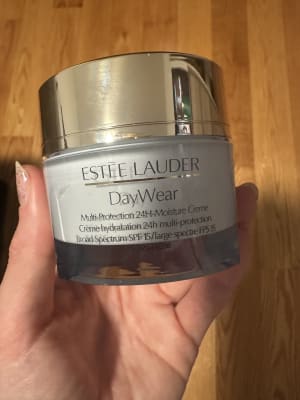 ESTĒE LAUDER
DayWear
Multi-Protection 24H-Moisture Creme
Crème hydratation 24h multi-protection
Broad Spectrum SPF 15/large spectre FPS 15